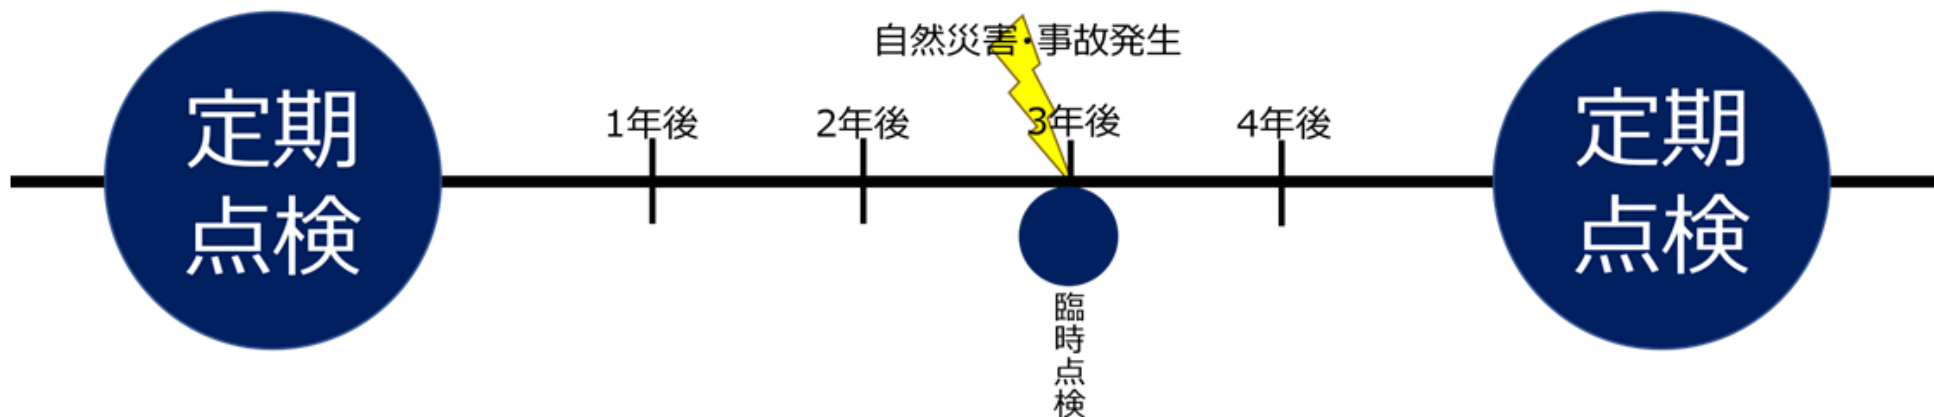 定期
点検
1年後
2年後
自然災害・事故発生
3年後
臨時点検
4年後
定期
点検